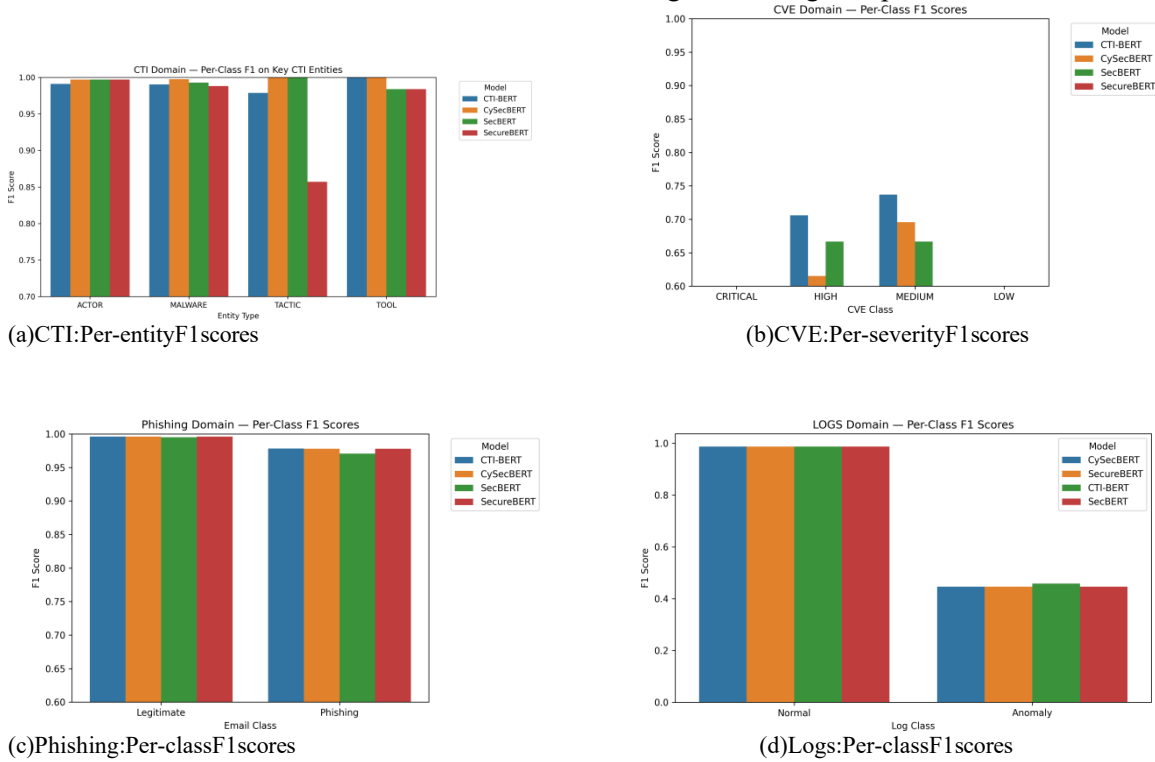 CTI Domain — Per-Class F1 on Key CTI Entities
F1 Score
1.00
0.95
0.90
0.85
0.80
0.75
0.70
ACTOR
MALWARE
TACTIC
TOOL
Entity Type
Model
CTI-BERT
CySecBERT
SecBERT
SecureBERT
(a)CTI:Per-entityF1scores
CVE Domain — Per-Class F1 Scores
F1 Score
1.00
0.95
0.90
0.85
0.80
0.75
0.70
0.65
0.60
CRITICAL
HIGH
MEDIUM
LOW
CVE Class
Model
CTI-BERT
CySecBERT
SecBERT
SecureBERT
(b)CVE:Per-severityF1scores
Phishing Domain — Per-Class F1 Scores
F1 Score
1.00
0.95
0.90
0.85
0.80
0.75
0.70
0.65
0.60
Legitimate
Phishing
Email Class
Model
CTI-BERT
CySecBERT
SecBERT
SecureBERT
(c)Phishing:Per-classF1scores
LOGS Domain — Per-Class F1 Scores
F1 Score
1.0
0.8
0.6
0.4
0.2
0.0
Normal
Anomaly
Log Class
Model
CySecBERT
SecureBERT
CTI-BERT
SecBERT
(d)Logs:Per-classF1scores